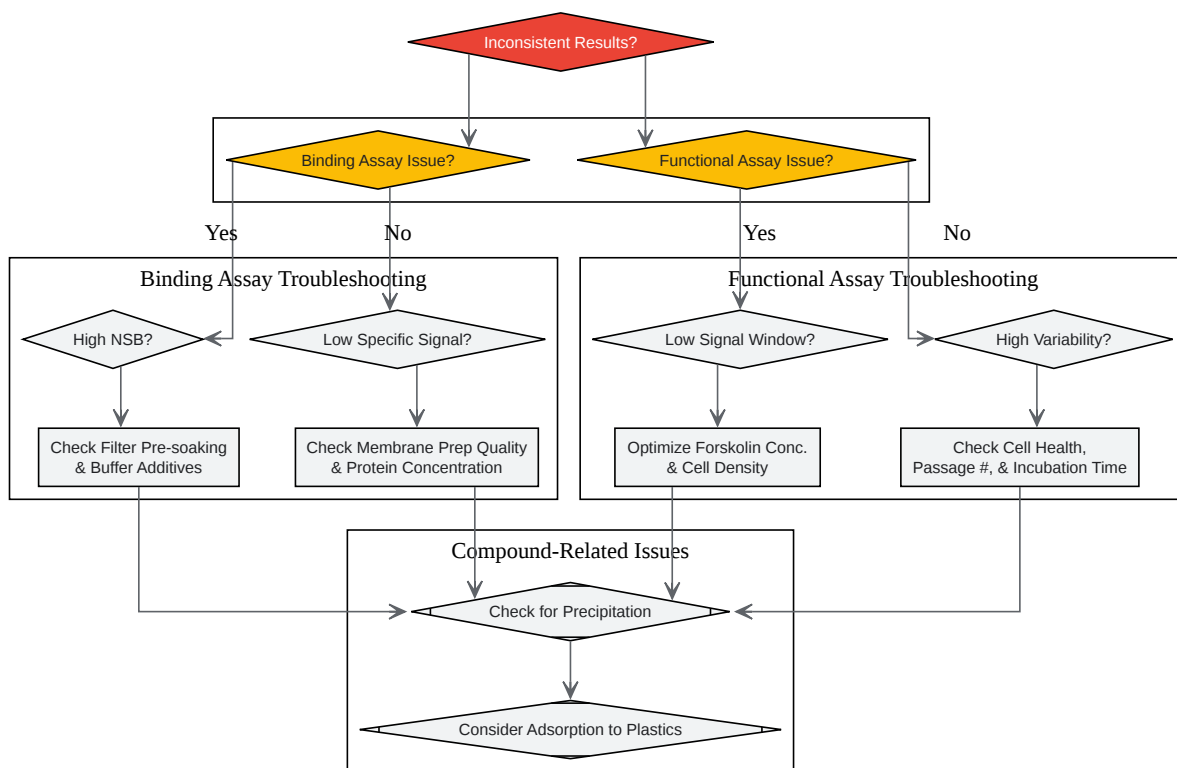 Inconsistent Results?
Binding Assay Issue?
Functional Assay Issue?
Yes
No
Yes
No
Binding Assay Troubleshooting
Functional Assay Troubleshooting
High NSB?
Low Specific Signal?
Low Signal Window?
High Variability?
Check Filter Pre-soaking
& Buffer Additives
Check Membrane Prep Quality
& Protein Concentration
Optimize Forskolin Conc.
& Cell Density
Check Cell Health,
Passage #, & Incubation Time
Compound-Related Issues
Check for Precipitation
Consider Adsorption to Plastics